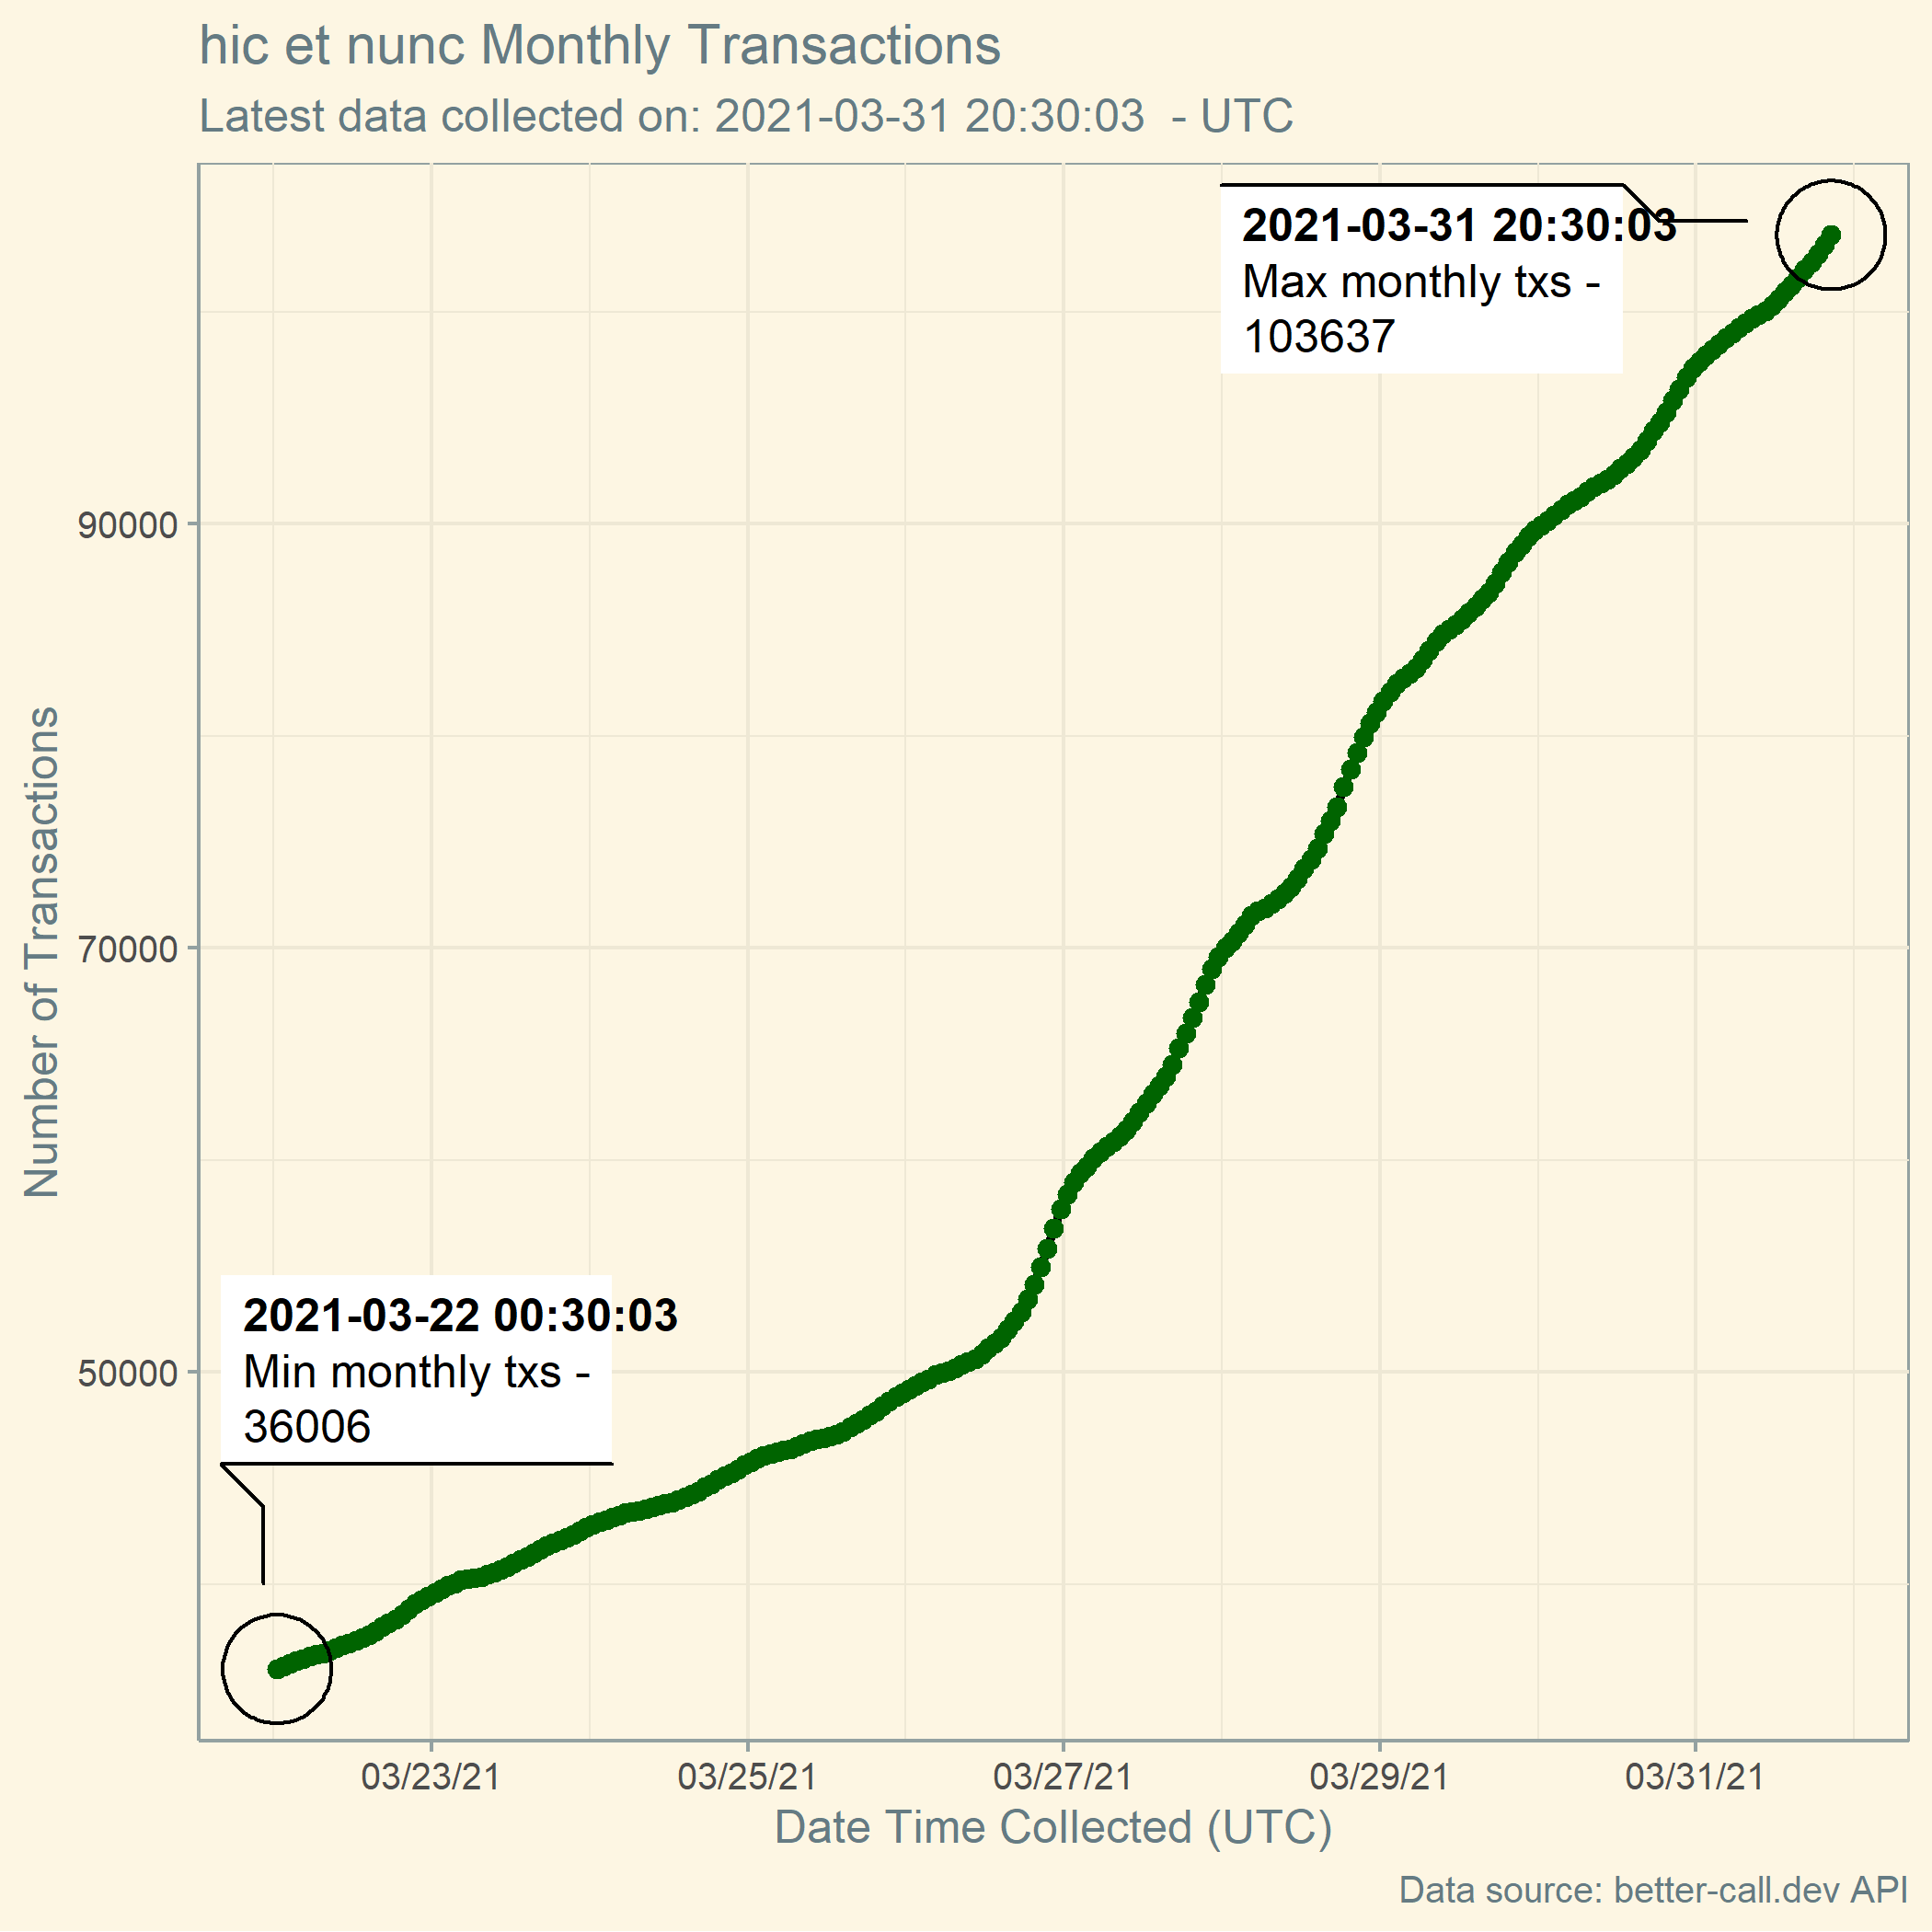 hic et nunc Monthly Transactions
Latest data collected on: 2021-03-31 20:30:03  - UTC
2021-03-31 20:30:03
Max monthly txs -
103637
90000
70000
50000
Number of Transactions
2021-03-22 00:30:03
Min monthly txs -
36006
03/23/21
03/25/21
03/27/21
03/29/21
03/31/21
Date Time Collected (UTC)
Data source: better-call.dev API